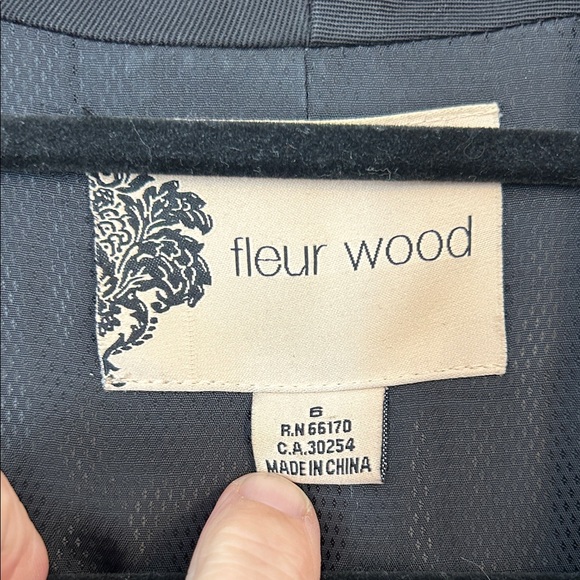 fleur wood
6
R.N 66170
C.A.30254
MADE IN CHINA